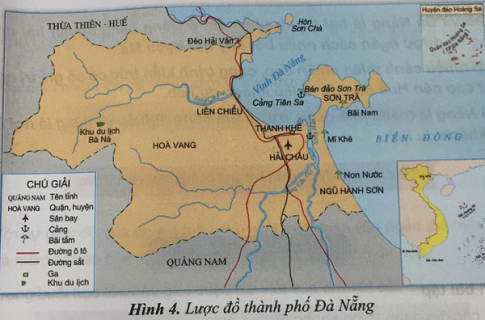 THỪA THIÊN - HUẾ
Hòn
Sơn Chà
Đèo Hải Vân
Huyện đảo Hoàng Sa
Quần đảo Hoàng Sa
Vịnh Đà Nẵng
Bán đảo Sơn Trà
SƠN TRÀ
Cảng Tiên Sa
Bãi Nam
LIÊN CHIỂU
THANH KHÊ
Khu du lịch
Bà Nà
HOÀ VANG
HẢI CHÂU
Mĩ Khê
BIỂN ĐÔNG
Non Nước
NGŨ HÀNH SƠN
QUẢNG NAM
CHÚ GIẢI
QUẢNG NAM Tên tỉnh
HOÀ VANG Quận, huyện
Sân bay
Cảng
Bãi tắm
Đường ô tô
Đường sắt
Ga
Khu du lịch
Hình 4. Lược đồ thành phố Đà Nẵng